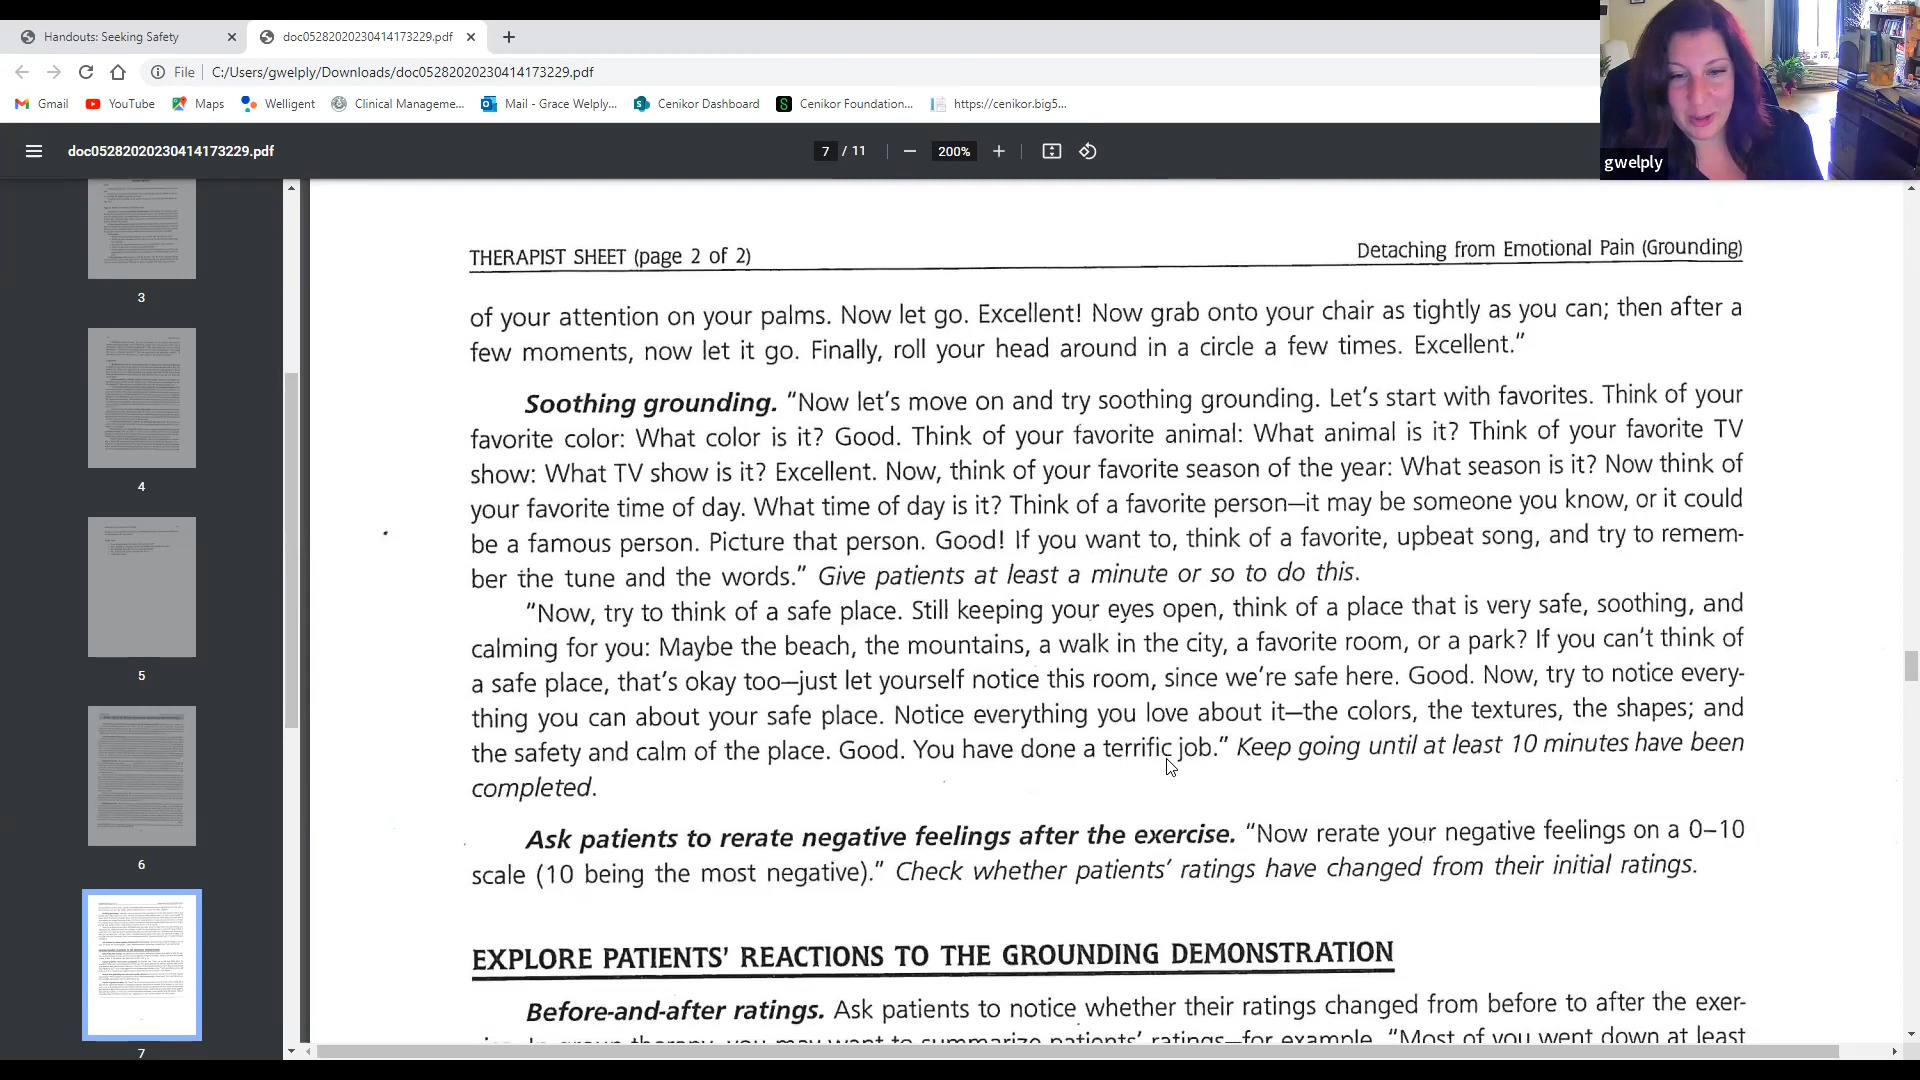 Handouts: Seeking Safety
doc05282020230414173229.pdf
File
C:/Users/gwelply/Downloads/doc05282020230414173229.pdf
Gmail
YouTube
Maps
Welligent
Clinical Manageme...
Mail - Grace Welply...
Cenikor Dashboard
Cenikor Foundation...
https://cenikor.big5...
gwelply
doc05282020230414173229.pdf
7 / 11
200%
3
4
5
6
7
THERAPIST SHEET (page 2 of 2)
Detaching from Emotional Pain (Grounding)
of your attention on your palms. Now let go. Excellent! Now grab onto your chair as tightly as you can; then after a
few moments, now let it go. Finally, roll your head around in a circle a few times. Excellent.”
Soothing grounding. “Now let’s move on and try soothing grounding. Let’s start with favorites. Think of your
favorite color: What color is it? Good. Think of your favorite animal: What animal is it? Think of your favorite TV
show: What TV show is it? Excellent. Now, think of your favorite season of the year: What season is it? Now think of
your favorite time of day. What time of day is it? Think of a favorite person—it may be someone you know, or it could
be a famous person. Picture that person. Good! If you want to, think of a favorite, upbeat song, and try to remem-
ber the tune and the words.” Give patients at least a minute or so to do this.
“Now, try to think of a safe place. Still keeping your eyes open, think of a place that is very safe, soothing, and
calming for you: Maybe the beach, the mountains, a walk in the city, a favorite room, or a park? If you can’t think of
a safe place, that’s okay too—just let yourself notice this room, since we’re safe here. Good. Now, try to notice every-
thing you can about your safe place. Notice everything you love about it—the colors, the textures, the shapes; and
the safety and calm of the place. Good. You have done a terrific job.” Keep going until at least 10 minutes have been
completed.
Ask patients to rerate negative feelings after the exercise. “Now rerate your negative feelings on a 0–10
scale (10 being the most negative).” Check whether patients’ ratings have changed from their initial ratings.
EXPLORE PATIENTS’ REACTIONS TO THE GROUNDING DEMONSTRATION
Before-and-after ratings. Ask patients to notice whether their ratings changed from before to after the exer-
In group therapy, you may want to summarize patients’ ratings—for example, “Most of you went down at least